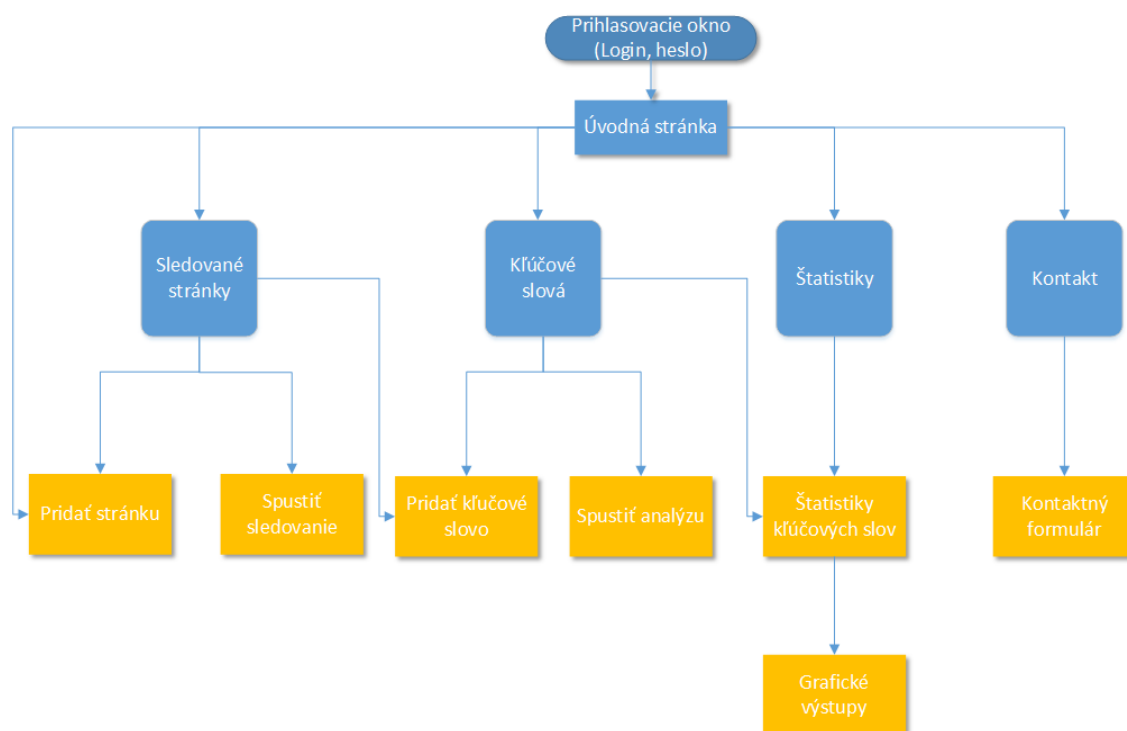 Prihlasovacie okno
(Login, heslo)
Úvodná stránka
Sledované
stránky
Kľúčové
slová
Štatistiky
Kontakt
Pridať stránku
Spustiť
sledovanie
Pridať kľučové
slovo
Spustiť analýzu
Štatistiky
kľúčových slov
Kontaktný
formulár
Grafické
výstupy